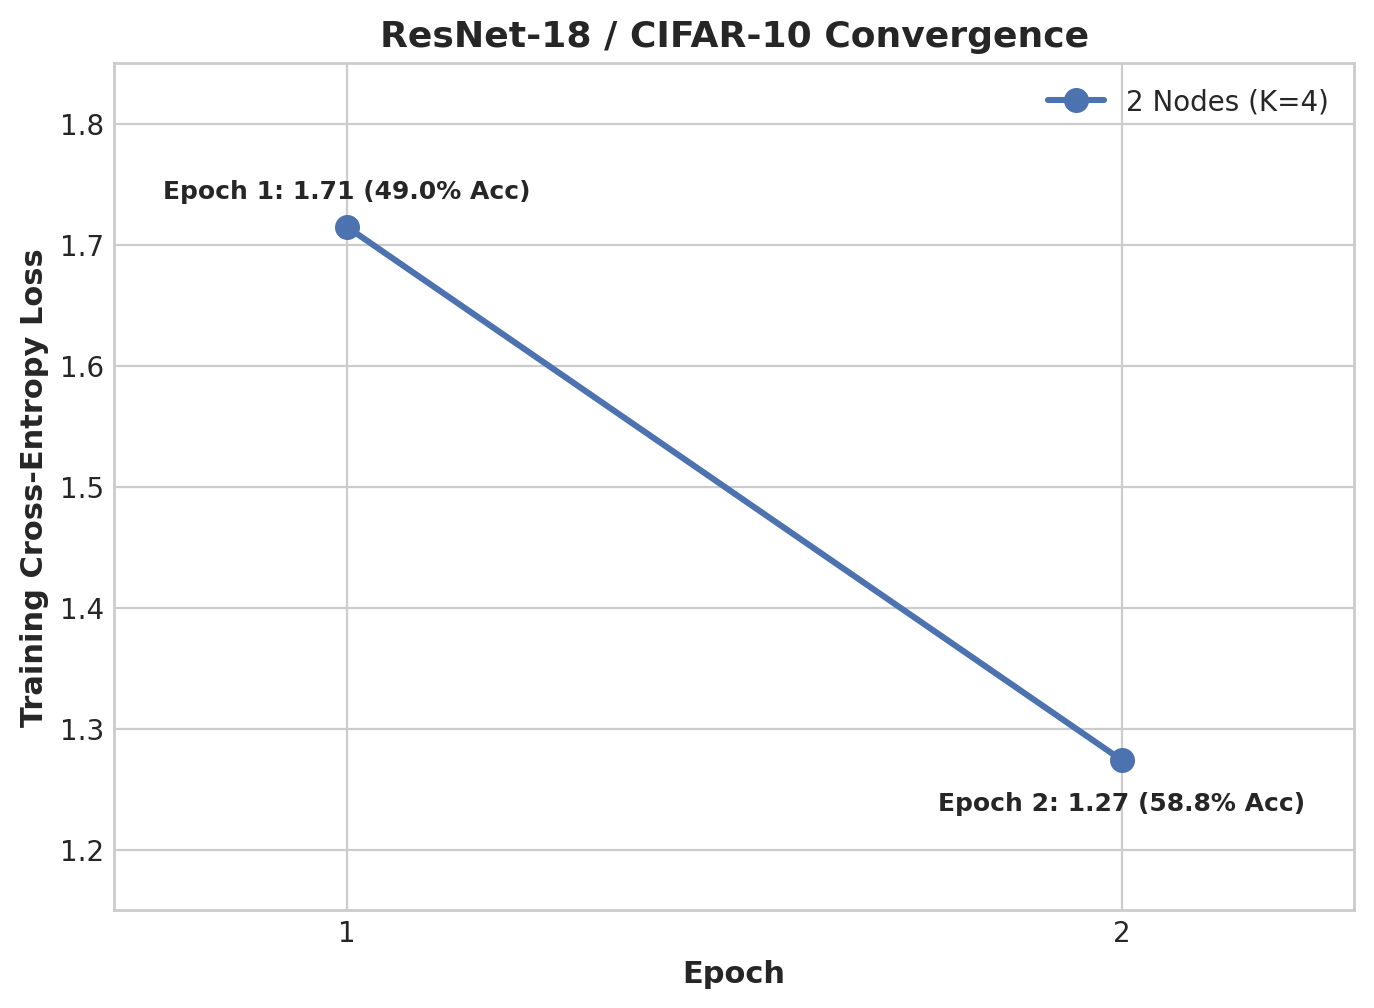 ResNet-18 / CIFAR-10 Convergence
2 Nodes (K=4)
1.8
Epoch 1: 1.71 (49.0% Acc)
1.7
1.6
1.5
1.4
1.3
Epoch 2: 1.27 (58.8% Acc)
1.2
Training Cross-Entropy Loss
1
2
Epoch